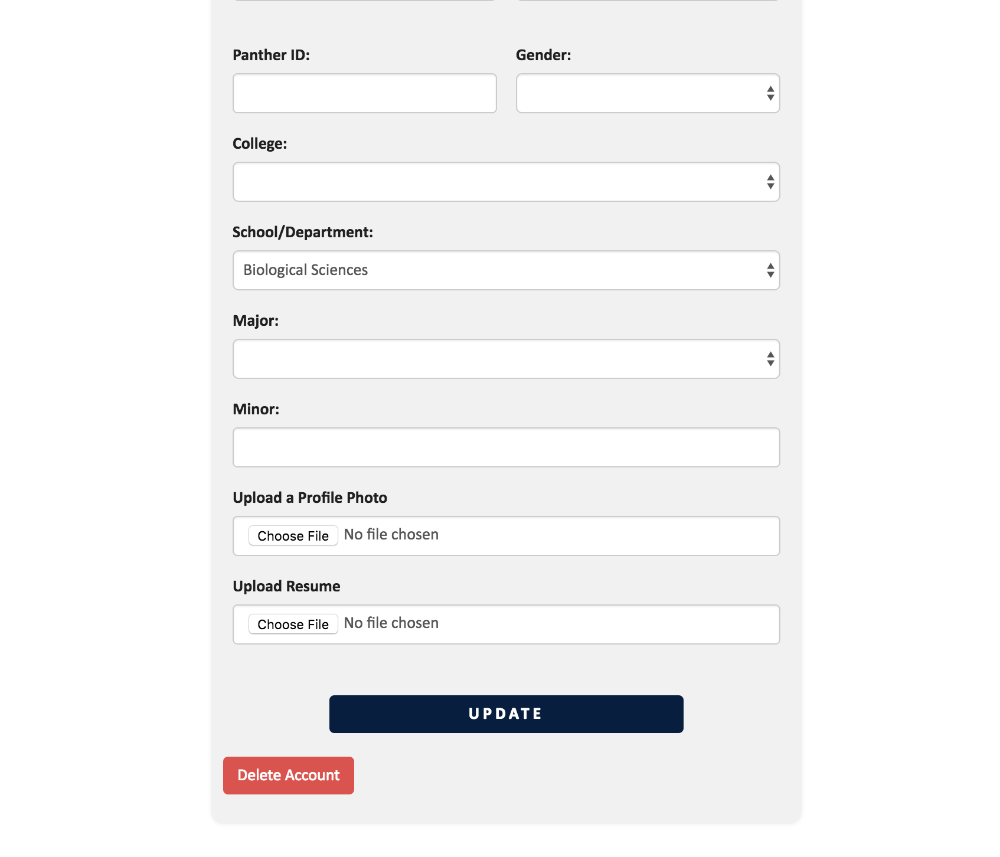 Panther ID:
Gender:
College:
School/Department:
Biological Sciences
Major:
Minor:
Upload a Profile Photo
Choose File No file chosen
Upload Resume
Choose File No file chosen
UPDATE
Delete Account